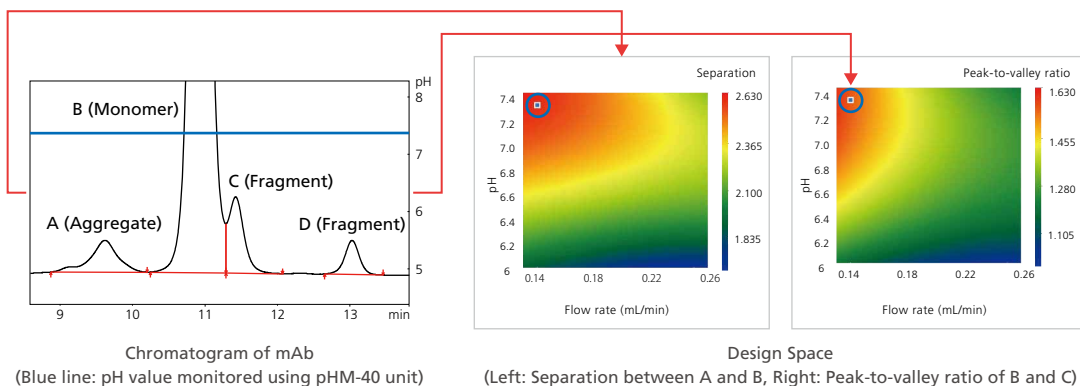 pH
8
7
6
5
B (Monomer)
C (Fragment)
A (Aggregate)
D (Fragment)
9 10 11 12 13 min
Chromatogram of mAb
(Blue line: pH value monitored using pHM-40 unit)
Separation
7.4
7.2
7.0
6.8
6.6
6.4
6.2
6
pH
0.14 0.18 0.22 0.26
Flow rate (mL/min)
2.630
2.365
2.100
1.835
Peak-to-valley ratio
7.4
7.2
7.0
6.8
6.6
6.4
6.2
6
pH
0.14 0.18 0.22 0.26
Flow rate (mL/min)
1.630
1.455
1.280
1.105
Design Space
(Left: Separation between A and B, Right: Peak-to-valley ratio of B and C)